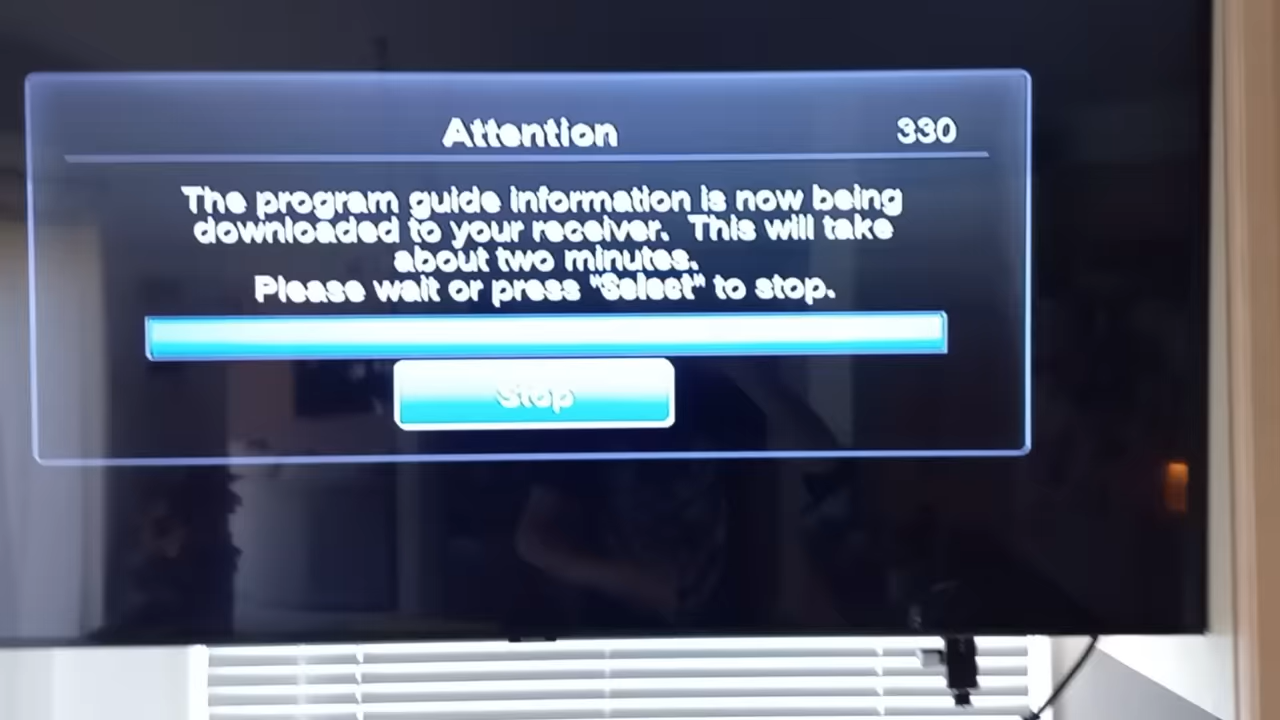 Attention 330
The program guide information is now being
downloaded to your receiver. This will take
about two minutes.
Please wait or press "Select" to stop.
Stop